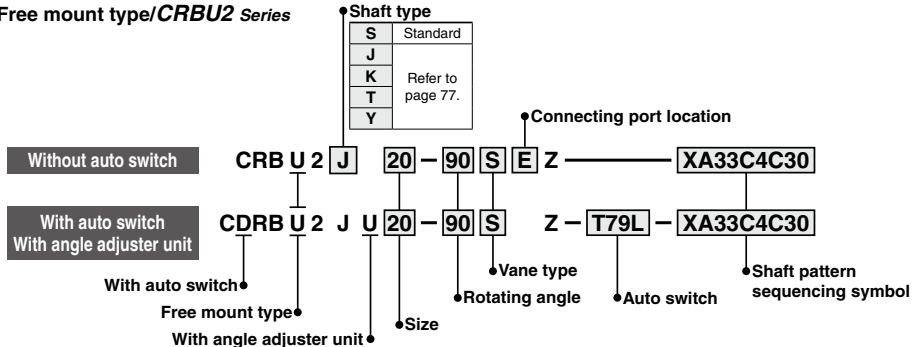 Free mount type/CRBU2 Series
Shaft type
S Standard
J
K
T
Y
Refer to
page 77.
Connecting port location
Without auto switch
CRB U 2 J 20 – 90 S E Z — XA33C4C30
With auto switch
With angle adjuster unit
CDRB U 2 J U 20 – 90 S Z – T79L – XA33C4C30
With auto switch
Free mount type
With angle adjuster unit
Size
Rotating angle
Vane type
Auto switch
Shaft pattern
sequencing symbol